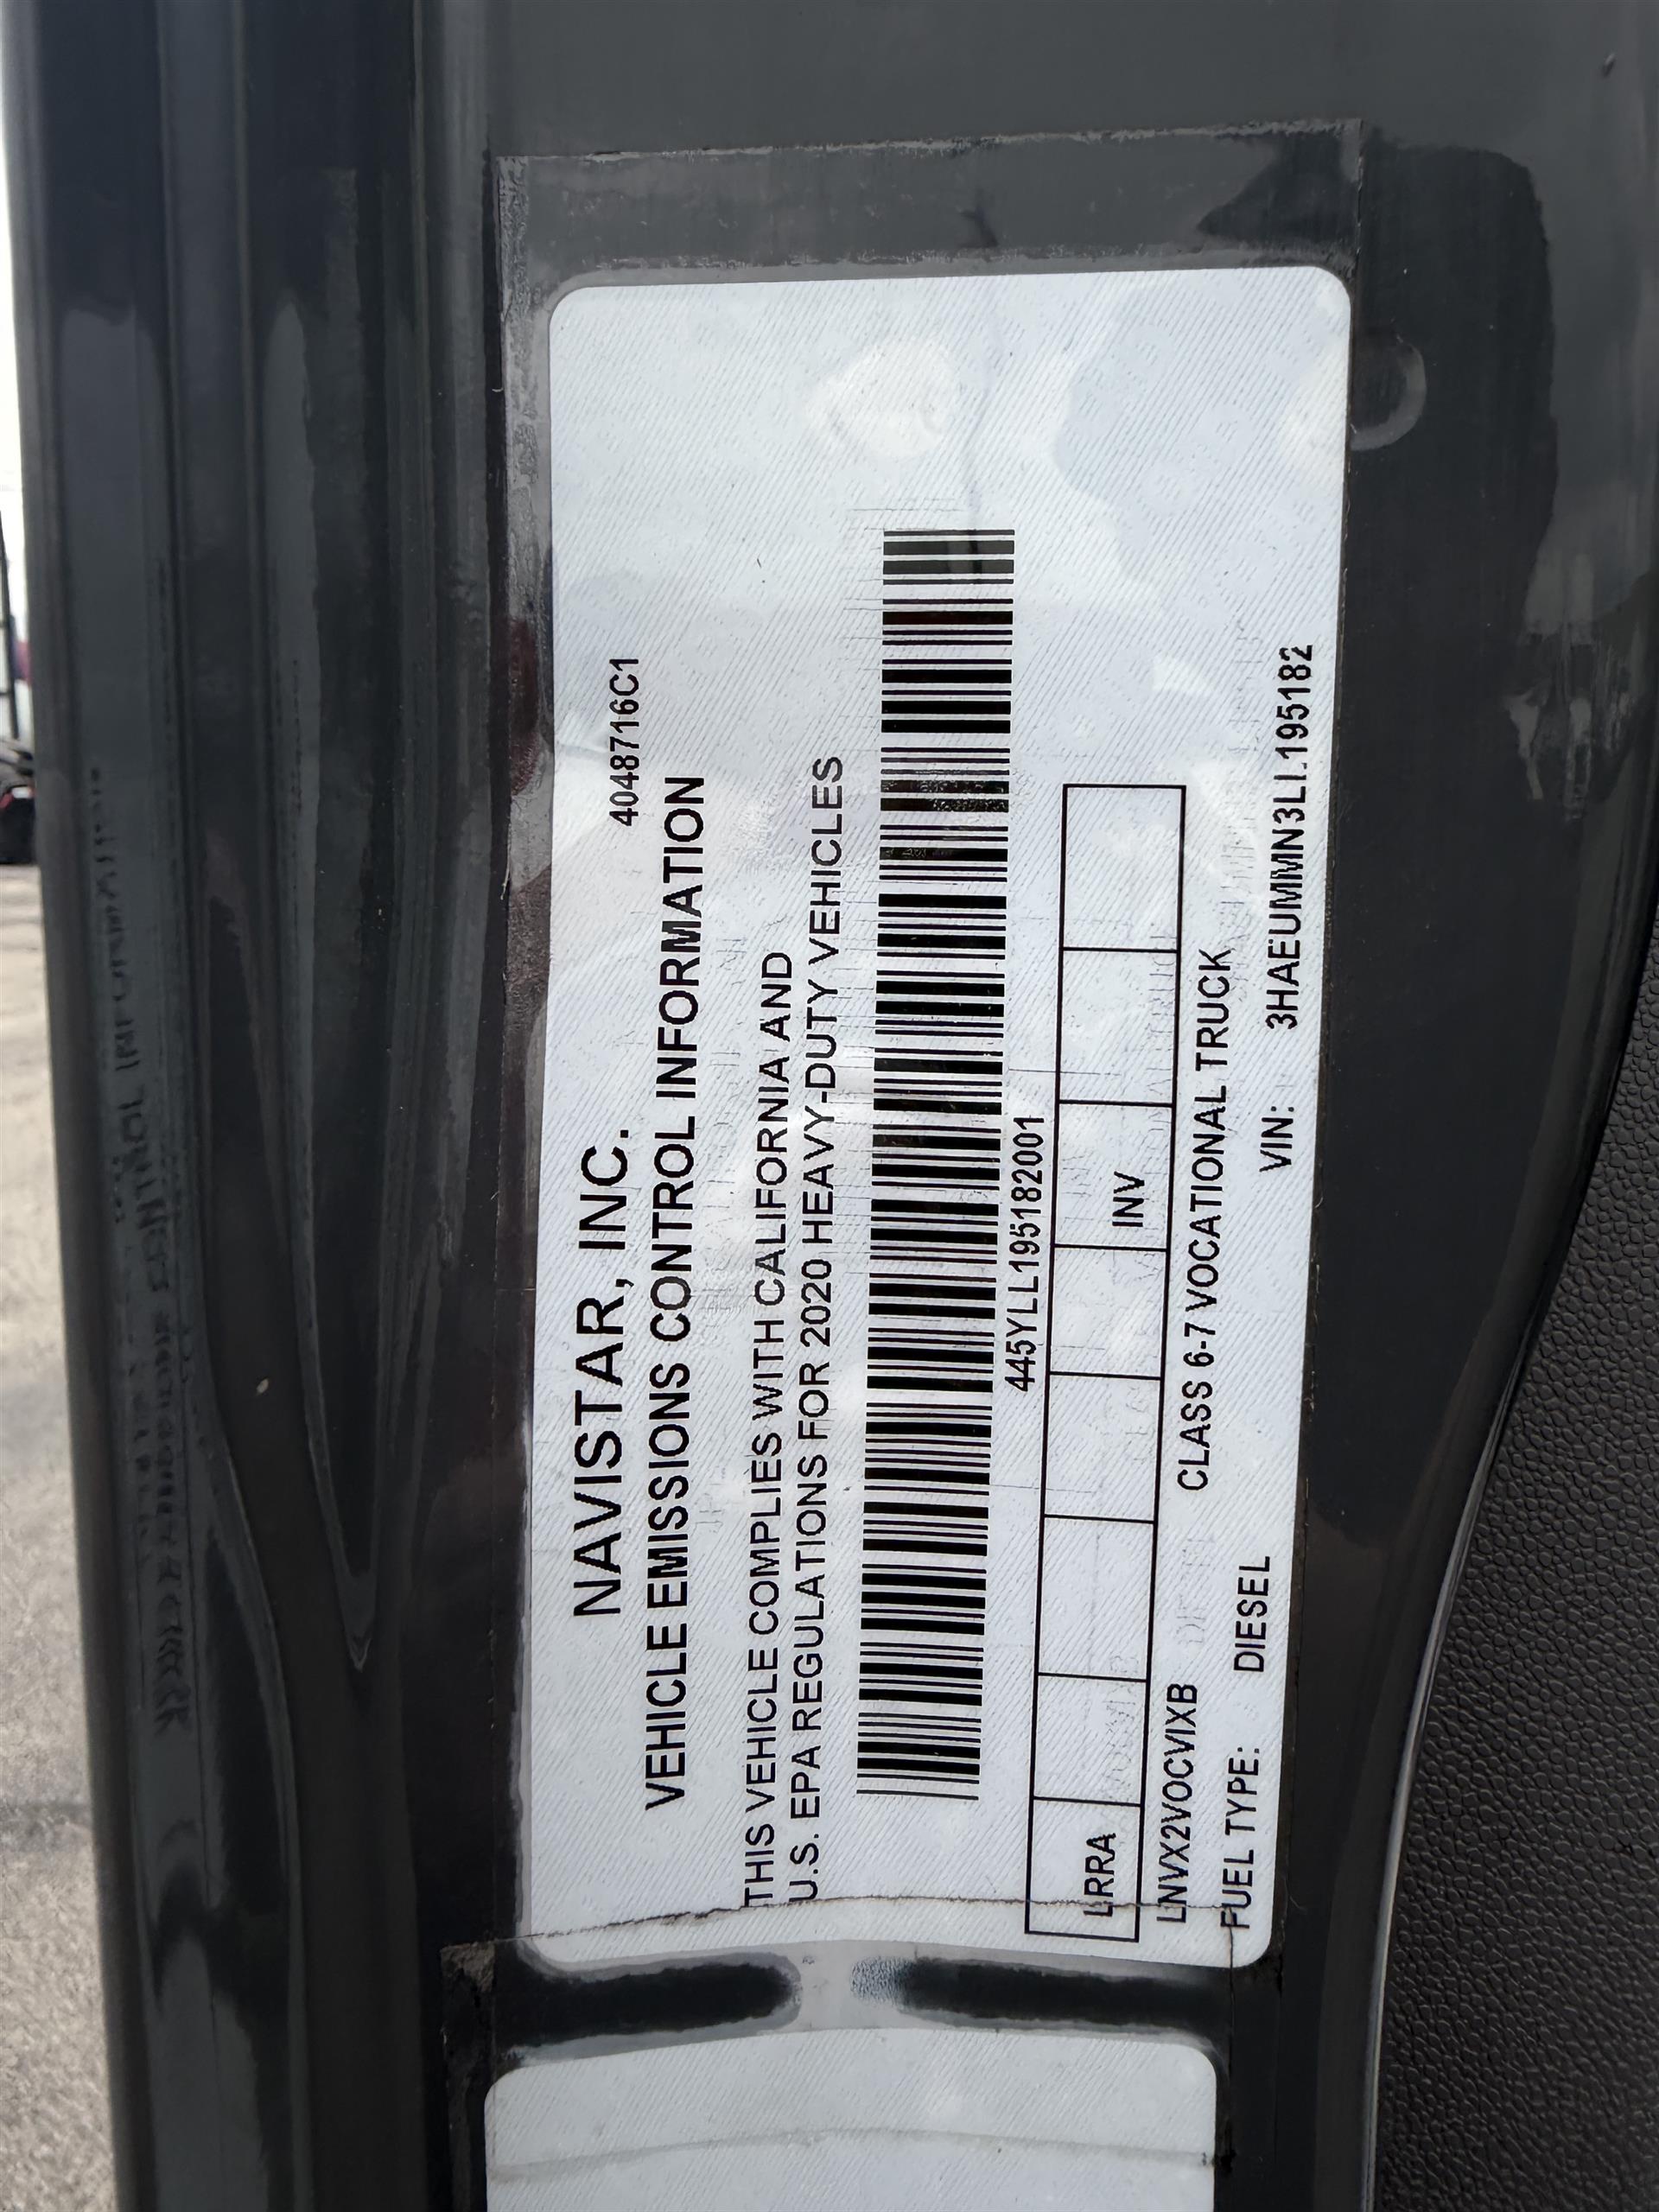 4048716C1
NAVISTAR, INC.
VEHICLE EMISSIONS CONTROL INFORMATION
THIS VEHICLE COMPLIES WITH CALIFORNIA AND
U.S. EPA REGULATIONS FOR 2020 HEAVY-DUTY VEHICLES
445YLL195182001
LRRA INV
LNVX2VOCVIXB CLASS 6-7 VOCATIONAL TRUCK
FUEL TYPE: DIESEL VIN: 3HAEUMMN3LL195182